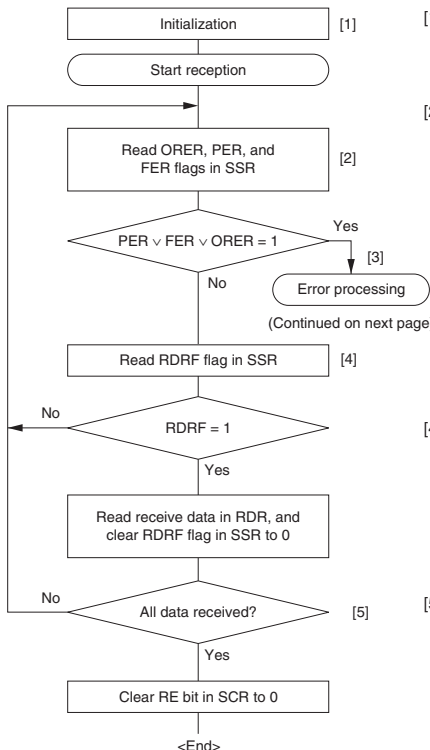 Initialization
[1]
[
Start reception
[2
Read ORER, PER, and
FER flags in SSR
[2]
PER ∨ FER ∨ ORER = 1
Yes
[3]
No
Error processing
(Continued on next page
Read RDRF flag in SSR
[4]
No
RDRF = 1
[4
Yes
Read receive data in RDR, and
clear RDRF flag in SSR to 0
No
All data received?
[5]
[5
Yes
Clear RE bit in SCR to 0
<End>